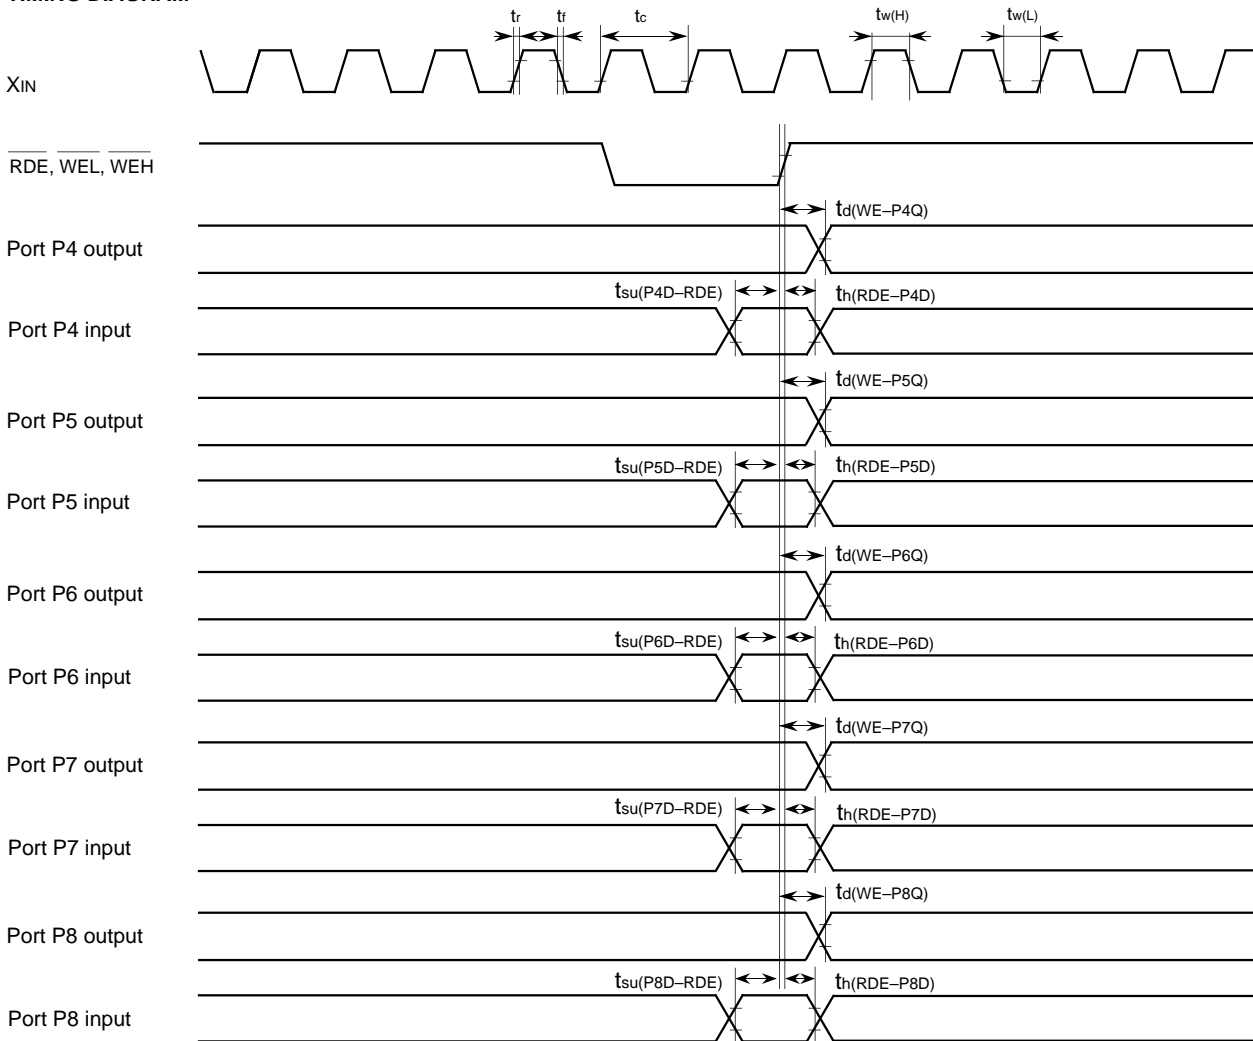 TIMING DIAGRAM
tr tf tc tw(H) tw(L)
XIN
RDE, WEL, WEH
td(WE–P4Q)
Port P4 output
tsu(P4D–RDE) th(RDE–P4D)
Port P4 input
td(WE–P5Q)
Port P5 output
tsu(P5D–RDE) th(RDE–P5D)
Port P5 input
td(WE–P6Q)
Port P6 output
tsu(P6D–RDE) th(RDE–P6D)
Port P6 input
td(WE–P7Q)
Port P7 output
tsu(P7D–RDE) th(RDE–P7D)
Port P7 input
td(WE–P8Q)
Port P8 output
tsu(P8D–RDE) th(RDE–P8D)
Port P8 input